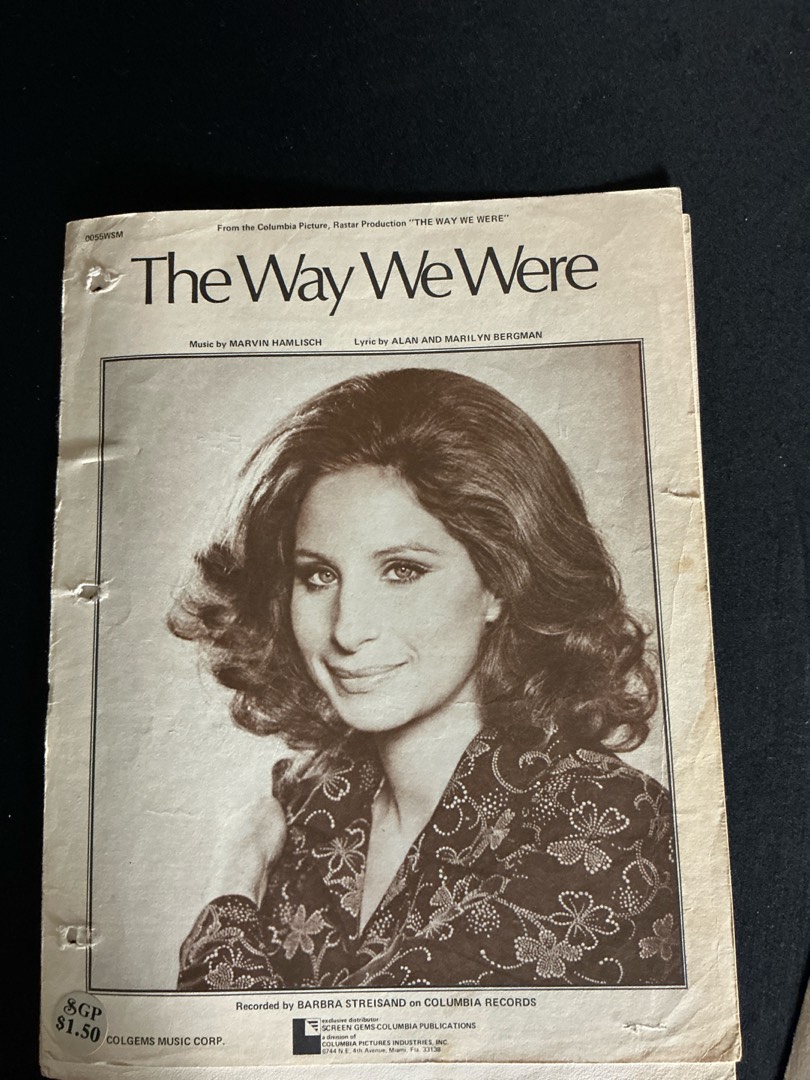 0055WSM
From the Columbia Picture, Rastar Production "THE WAY WE WERE"
The Way We Were
Music by MARVIN HAMLISCH Lyric by ALAN AND MARILYN BERGMAN
Recorded by BARBRA STREISAND on COLUMBIA RECORDS
SGP
$1.50
COLGEMS MUSIC CORP.
exclusive distributor
SCREEN GEMS-COLUMBIA PUBLICATIONS
a division of
COLUMBIA PICTURES INDUSTRIES, INC.
6744 N.E. 4th Avenue, Miami, Fla. 33138